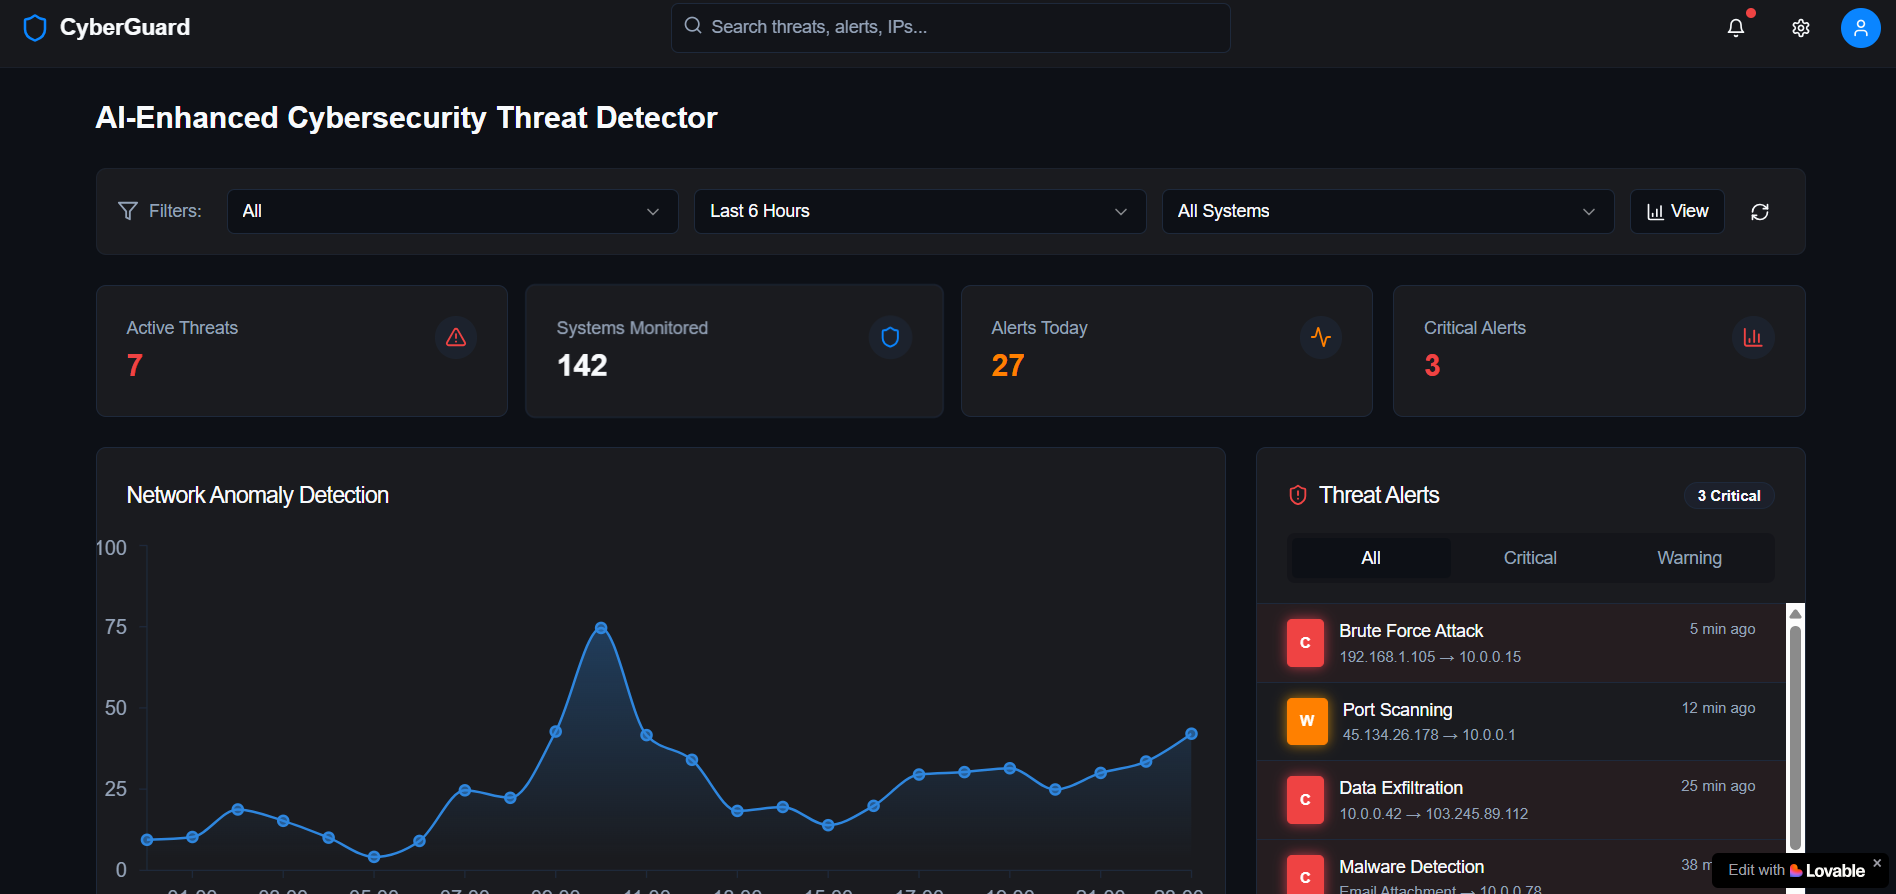 CyberGuard
Search threats, alerts, IPs...
AI-Enhanced Cybersecurity Threat Detector
Filters:
All
Last 6 Hours
All Systems
View
Active Threats
7
Systems Monitored
142
Alerts Today
27
Critical Alerts
3
Network Anomaly Detection
100
75
50
25
0
Threat Alerts
3 Critical
All
Critical
Warning
C
Brute Force Attack
5 min ago
192.168.1.105 → 10.0.0.15
W
Port Scanning
12 min ago
45.134.26.178 → 10.0.0.1
C
Data Exfiltration
25 min ago
10.0.0.42 → 103.245.89.112
C
Malware Detection
38 m
Email Attachment → 10.0.0.78
Edit with Lovable